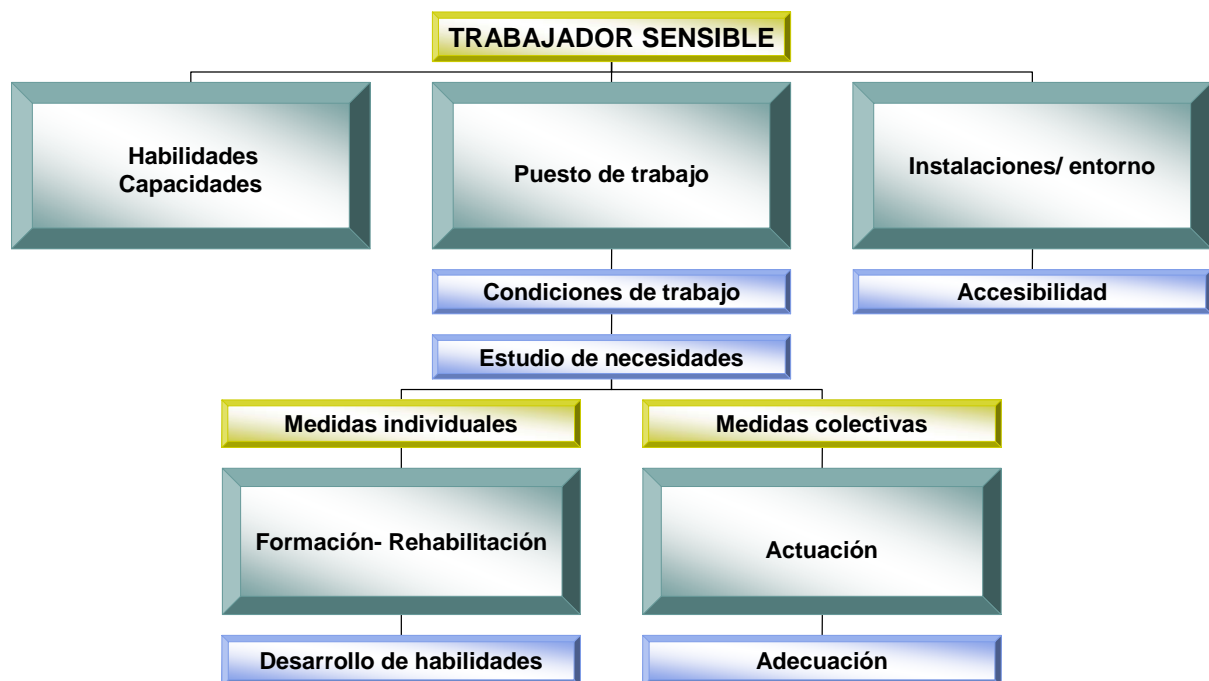 TRABAJADOR SENSIBLE
Habilidades
Capacidades
Puesto de trabajo
Instalaciones/ entorno
Condiciones de trabajo
Accesibilidad
Estudio de necesidades
Medidas individuales
Medidas colectivas
Formación- Rehabilitación
Actuación
Desarrollo de habilidades
Adecuación